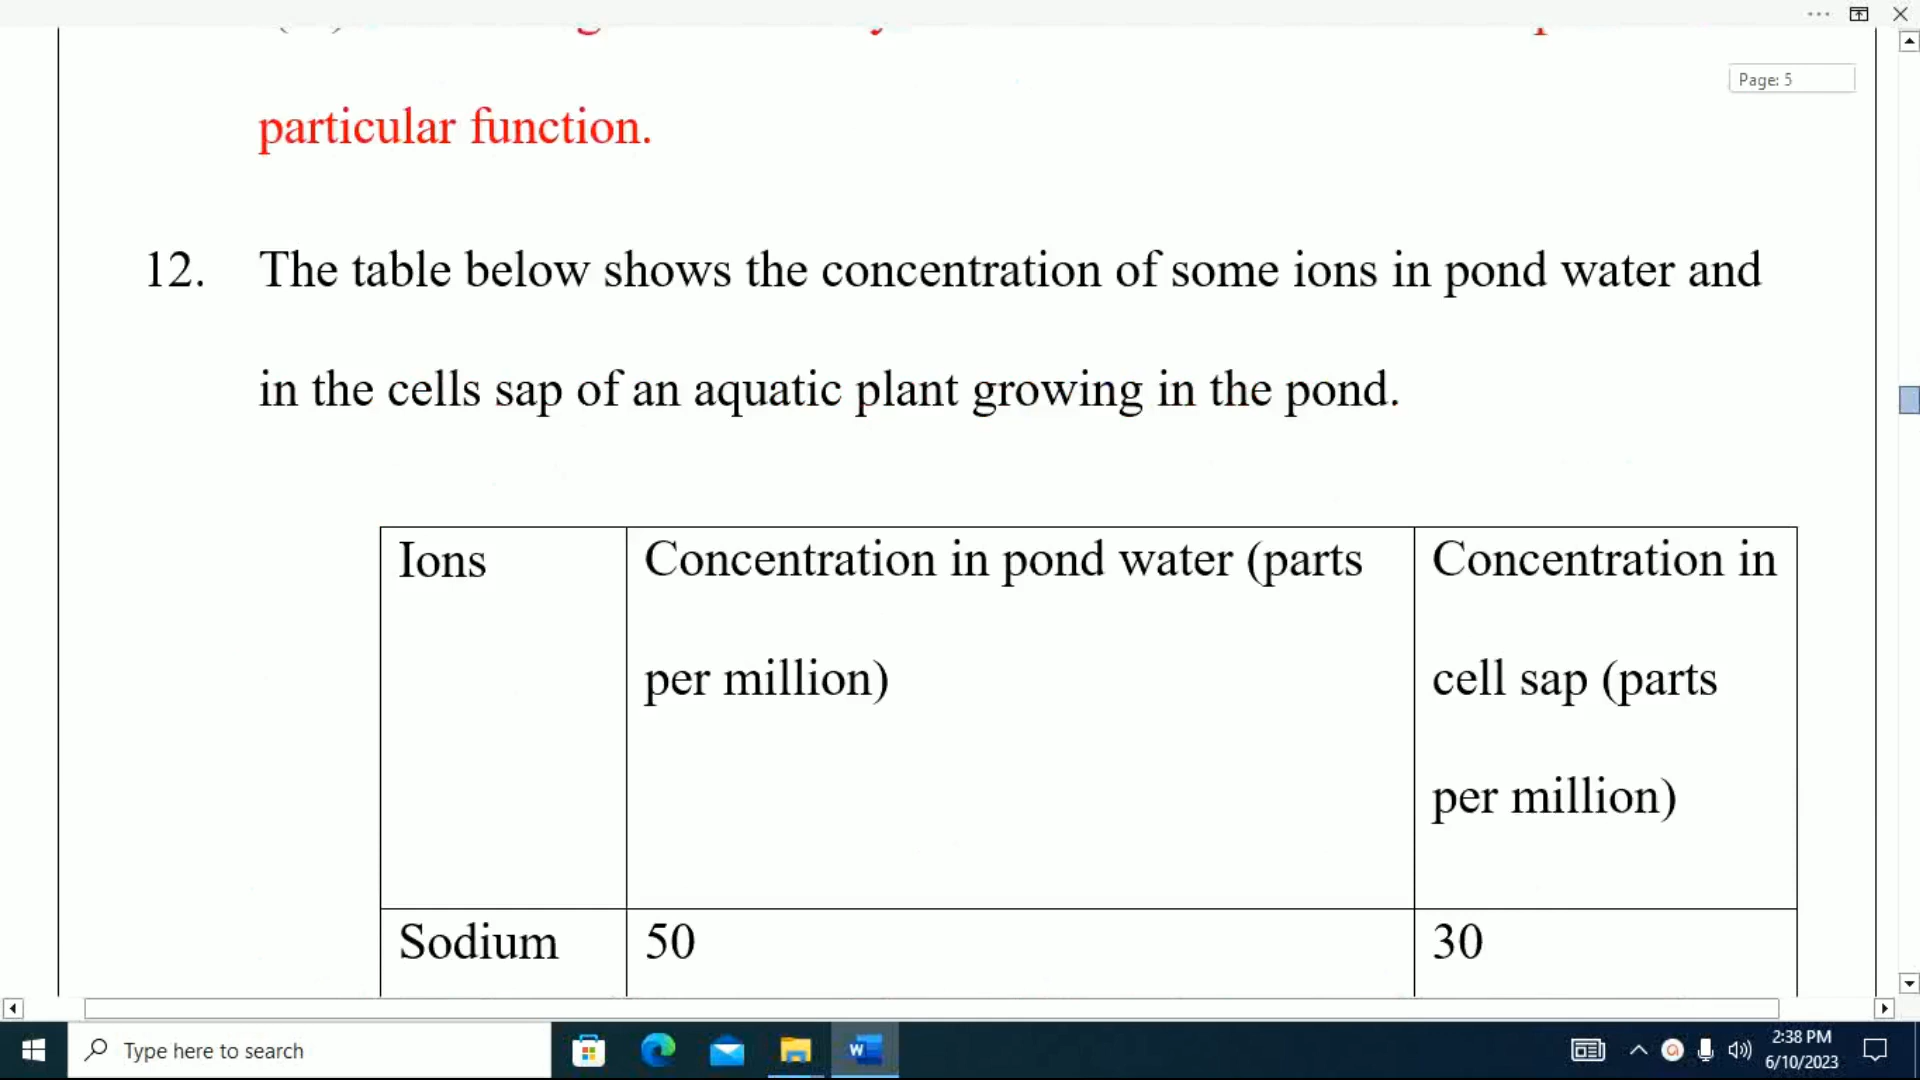 Page: 5
particular function.
12. The table below shows the concentration of some ions in pond water and
in the cells sap of an aquatic plant growing in the pond.
Ions
Concentration in pond water (parts
per million)
Concentration in
cell sap (parts
per million)
Sodium
50
30
Type here to search
2:38 PM
6/10/2023